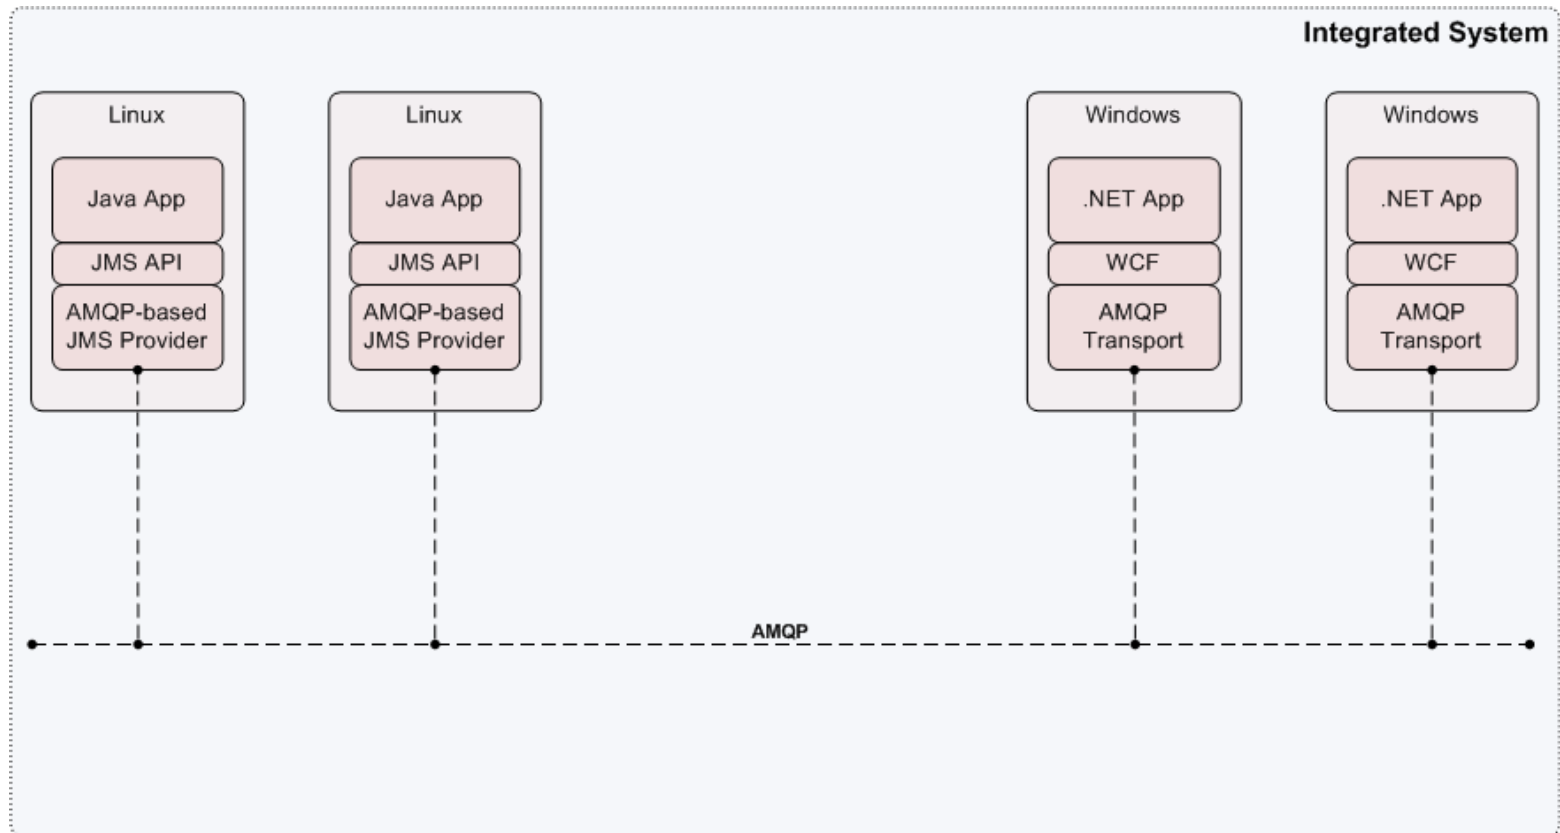 Integrated System
Linux
Java App
JMS API
AMQP-based
JMS Provider
Linux
Java App
JMS API
AMQP-based
JMS Provider
Windows
.NET App
WCF
AMQP
Transport
Windows
.NET App
WCF
AMQP
Transport
AMQP